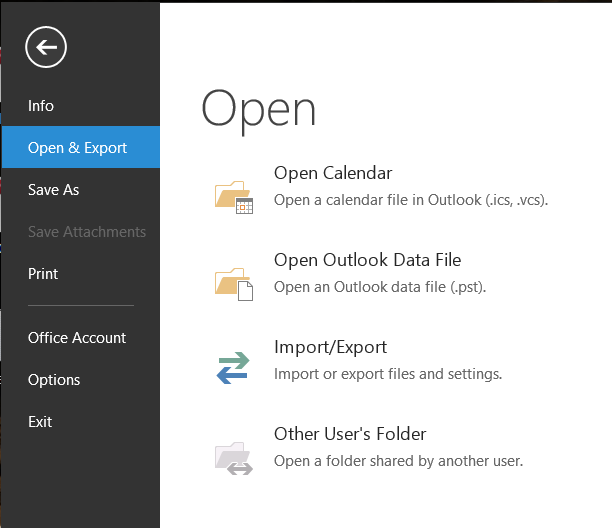 Info
Open & Export
Save As
Save Attachments
Print
Office Account
Options
Exit
Open
Open Calendar
Open a calendar file in Outlook (.ics, .vcs).
Open Outlook Data File
Open an Outlook data file (.pst).
Import/Export
Import or export files and settings.
Other User's Folder
Open a folder shared by another user.